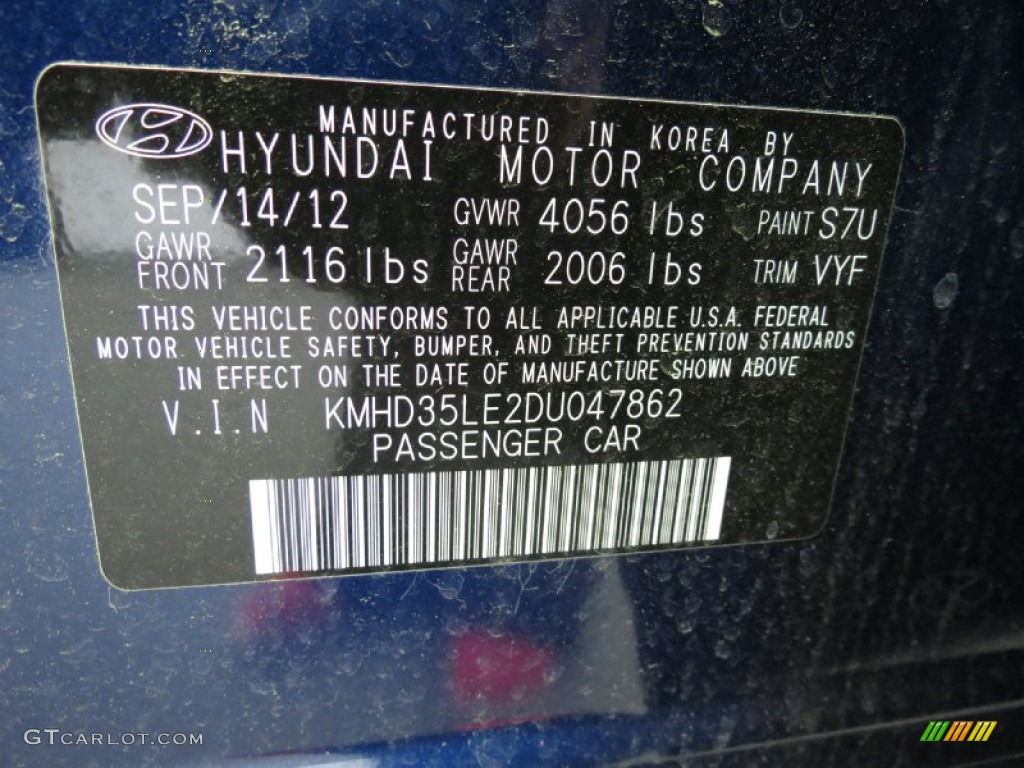 MANUFACTURED IN KOREA BY
HYUNDAI MOTOR COMPANY
SEP/14/12 GVWR 4056 lbs PAINT S7U
GAWR FRONT 2116 lbs GAWR REAR 2006 lbs TRIM VYF
THIS VEHICLE CONFORMS TO ALL APPLICABLE U.S.A. FEDERAL
MOTOR VEHICLE SAFETY, BUMPER, AND THEFT PREVENTION STANDARDS
IN EFFECT ON THE DATE OF MANUFACTURE SHOWN ABOVE
V.I.N KMHD35LE2DU047862
PASSENGER CAR
GTCARLOT.COM